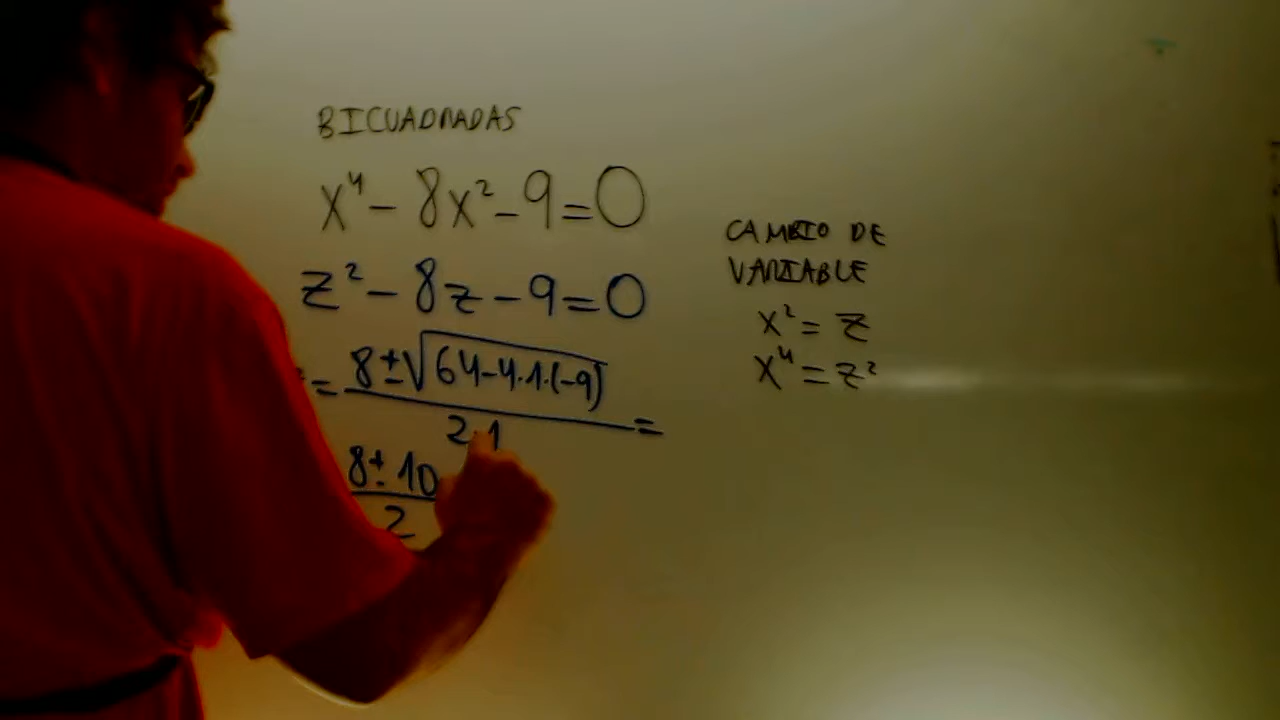 BICUADRADAS
x⁴ - 8x² - 9 = 0
z² - 8z - 9 = 0
= 8 ± √64 - 4·1·(-9) / 2·1 =
8 ± 10 / 2
CAMBIO DE
VARIABLE
x² = z
x⁴ = z²